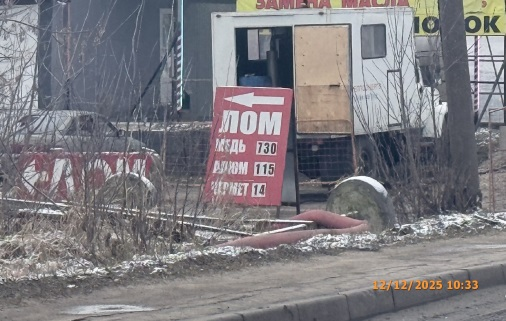 ЗАМЕНА МАСЛА
ЛОМ
МЕДЬ 730
АЛЮМ 115
ЧЕРМЕТ 14
12/12/2025 10:33